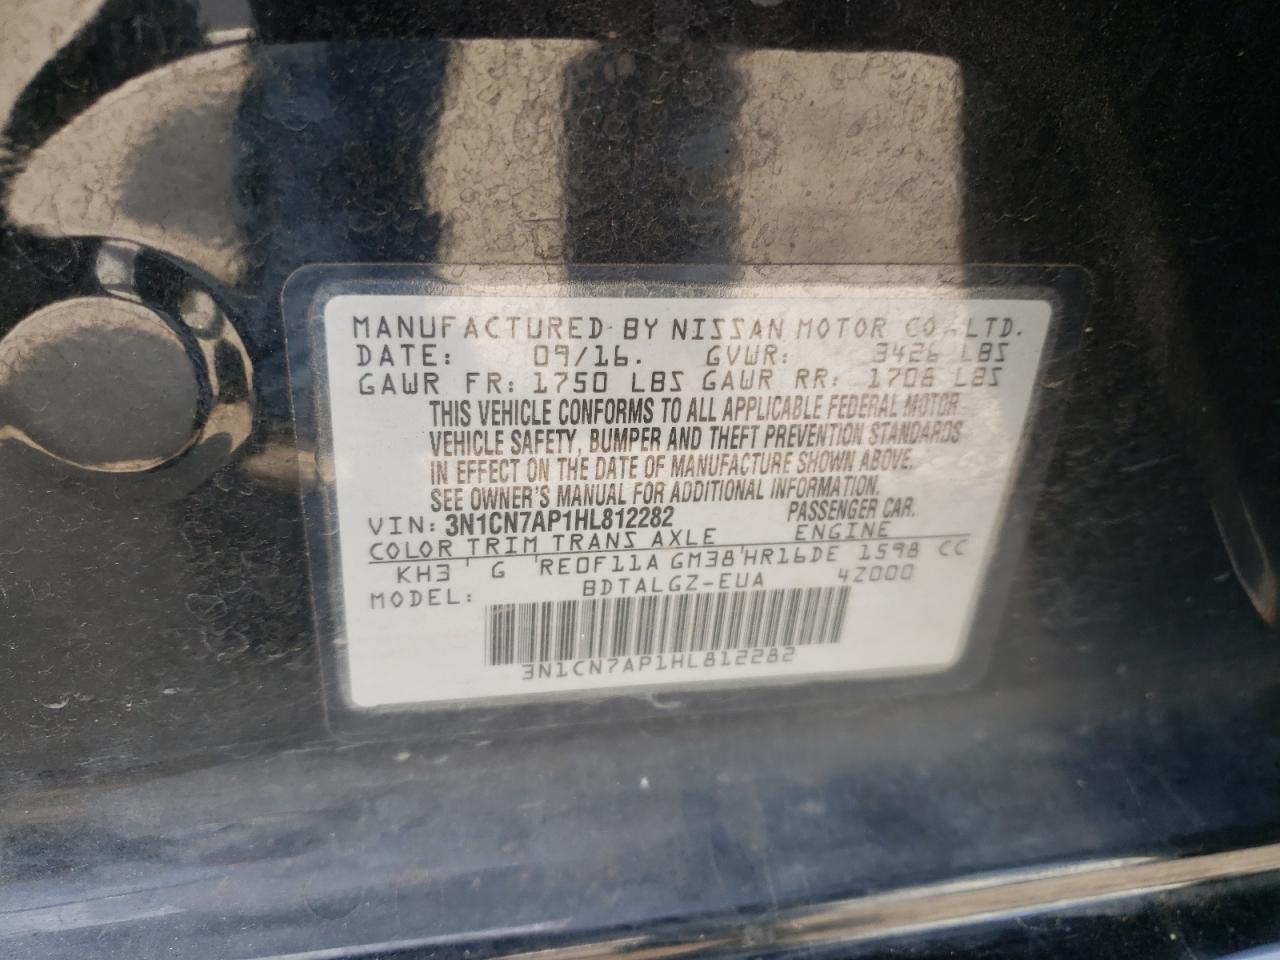 MANUFACTURED BY NISSAN MOTOR CO., LTD.
DATE: 09/16. GVWR: 3426 LBS
GAWR FR: 1750 LBS GAWR RR: 1708 LBS
THIS VEHICLE CONFORMS TO ALL APPLICABLE FEDERAL MOTOR
VEHICLE SAFETY, BUMPER AND THEFT PREVENTION STANDARDS
IN EFFECT ON THE DATE OF MANUFACTURE SHOWN ABOVE.
SEE OWNER'S MANUAL FOR ADDITIONAL INFORMATION.
VIN: 3N1CN7AP1HL812282 PASSENGER CAR.
COLOR TRIM TRANS AXLE ENGINE
KH3 G RE0F11A GM38 HR16DE 1598 CC
MODEL: BDTALGZ-EUA 4Z000
3N1CN7AP1HL812282